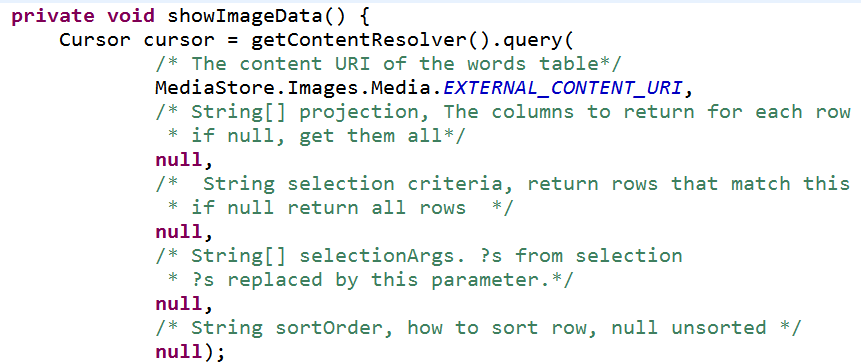 private void showImageData() {
Cursor cursor = getContentResolver().query(
/* The content URI of the words table*/
MediaStore.Images.Media.EXTERNAL_CONTENT_URI,
/* String[] projection, The columns to return for each row
* if null, get them all*/
null,
/*  String selection criteria, return rows that match this
* if null return all rows  */
null,
/* String[] selectionArgs. ?s from selection
* ?s replaced by this parameter.*/
null,
/* String sortOrder, how to sort row, null unsorted */
null);